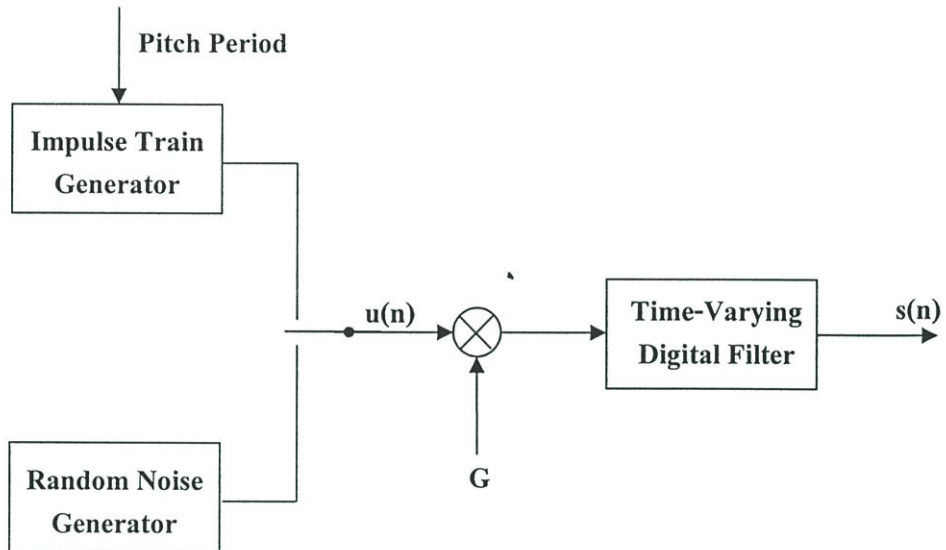 Pitch Period
Impulse Train
Generator
u(n)
Time-Varying
Digital Filter
s(n)
G
Random Noise
Generator